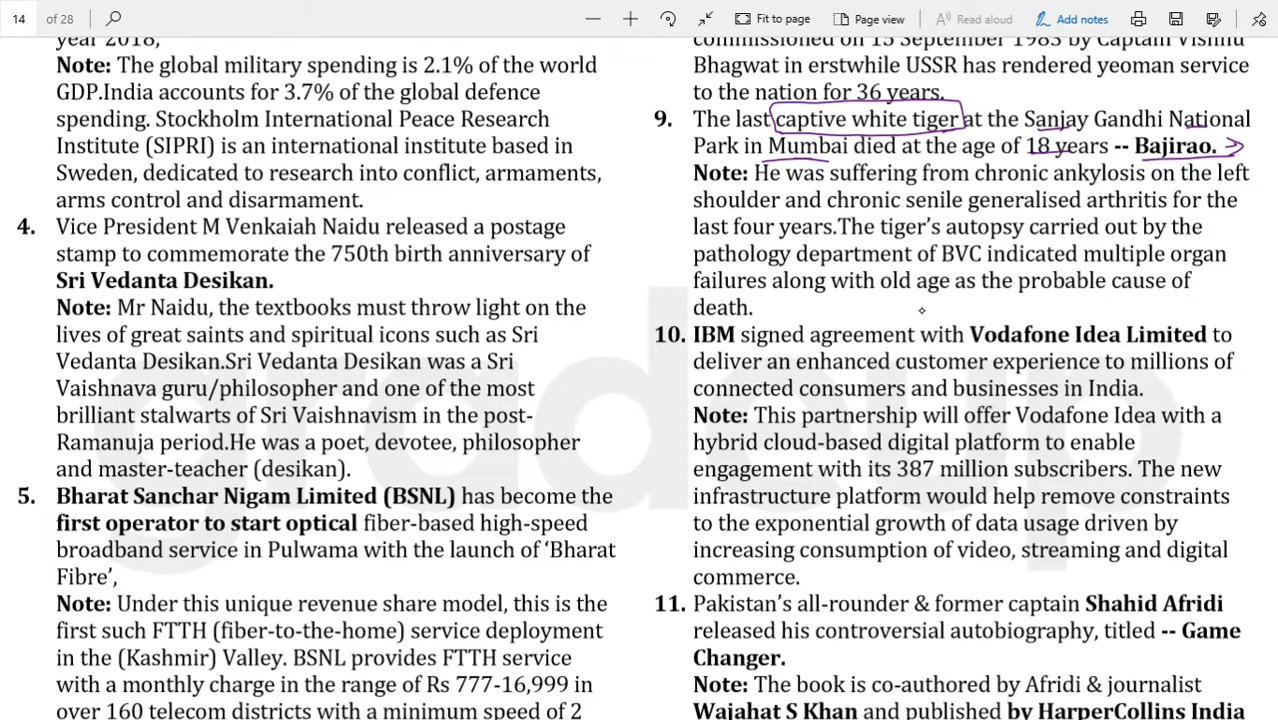 14 of 28
Fit to page
Page view
Read aloud
Add notes
year 2018,
Note: The global military spending is 2.1% of the world
GDP.India accounts for 3.7% of the global defence
spending. Stockholm International Peace Research
Institute (SIPRI) is an international institute based in
Sweden, dedicated to research into conflict, armaments,
arms control and disarmament.
4. Vice President M Venkaiah Naidu released a postage
stamp to commemorate the 750th birth anniversary of
Sri Vedanta Desikan.
Note: Mr Naidu, the textbooks must throw light on the
lives of great saints and spiritual icons such as Sri
Vedanta Desikan.Sri Vedanta Desikan was a Sri
Vaishnava guru/philosopher and one of the most
brilliant stalwarts of Sri Vaishnavism in the post-
Ramanuja period.He was a poet, devotee, philosopher
and master-teacher (desikan).
5. Bharat Sanchar Nigam Limited (BSNL) has become the
first operator to start optical fiber-based high-speed
broadband service in Pulwama with the launch of ‘Bharat
Fibre’,
Note: Under this unique revenue share model, this is the
first such FTTH (fiber-to-the-home) service deployment
in the (Kashmir) Valley. BSNL provides FTTH service
with a monthly charge in the range of Rs 777-16,999 in
over 160 telecom districts with a minimum speed of 2
commissioned on 15 September 1983 by Captain Vishnu
Bhagwat in erstwhile USSR has rendered yeoman service
to the nation for 36 years.
9. The last captive white tiger at the Sanjay Gandhi National
Park in Mumbai died at the age of 18 years -- Bajirao.
Note: He was suffering from chronic ankylosis on the left
shoulder and chronic senile generalised arthritis for the
last four years.The tiger’s autopsy carried out by the
pathology department of BVC indicated multiple organ
failures along with old age as the probable cause of
death.
10. IBM signed agreement with Vodafone Idea Limited to
deliver an enhanced customer experience to millions of
connected consumers and businesses in India.
Note: This partnership will offer Vodafone Idea with a
hybrid cloud-based digital platform to enable
engagement with its 387 million subscribers. The new
infrastructure platform would help remove constraints
to the exponential growth of data usage driven by
increasing consumption of video, streaming and digital
commerce.
11. Pakistan’s all-rounder & former captain Shahid Afridi
released his controversial autobiography, titled -- Game
Changer.
Note: The book is co-authored by Afridi & journalist
Wajahat S Khan and published by HarperCollins India
gradeup